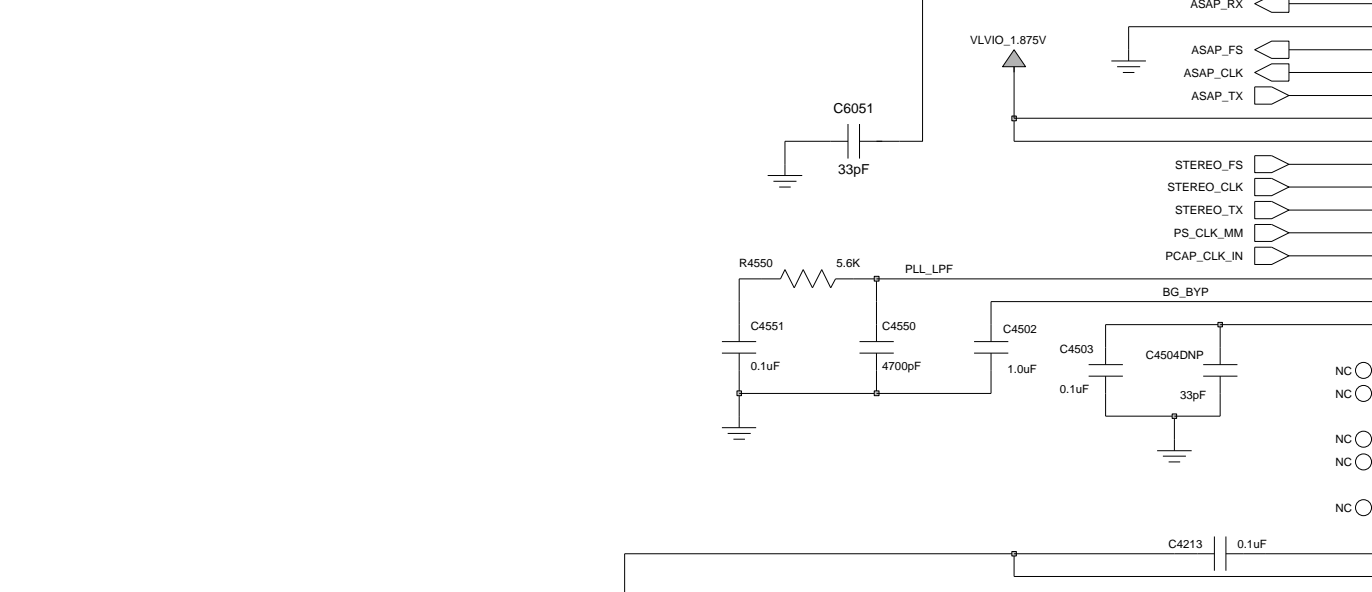 ASAP_RX
VLVIO_1.875V
ASAP_FS
ASAP_CLK
ASAP_TX
C6051
33pF
STEREO_FS
STEREO_CLK
STEREO_TX
PS_CLK_MM
PCAP_CLK_IN
R4550
5.6K
PLL_LPF
BG_BYP
C4551
0.1uF
C4550
4700pF
C4502
1.0uF
C4503
0.1uF
C4504DNP
33pF
NC
NC
NC
NC
NC
C4213
0.1uF